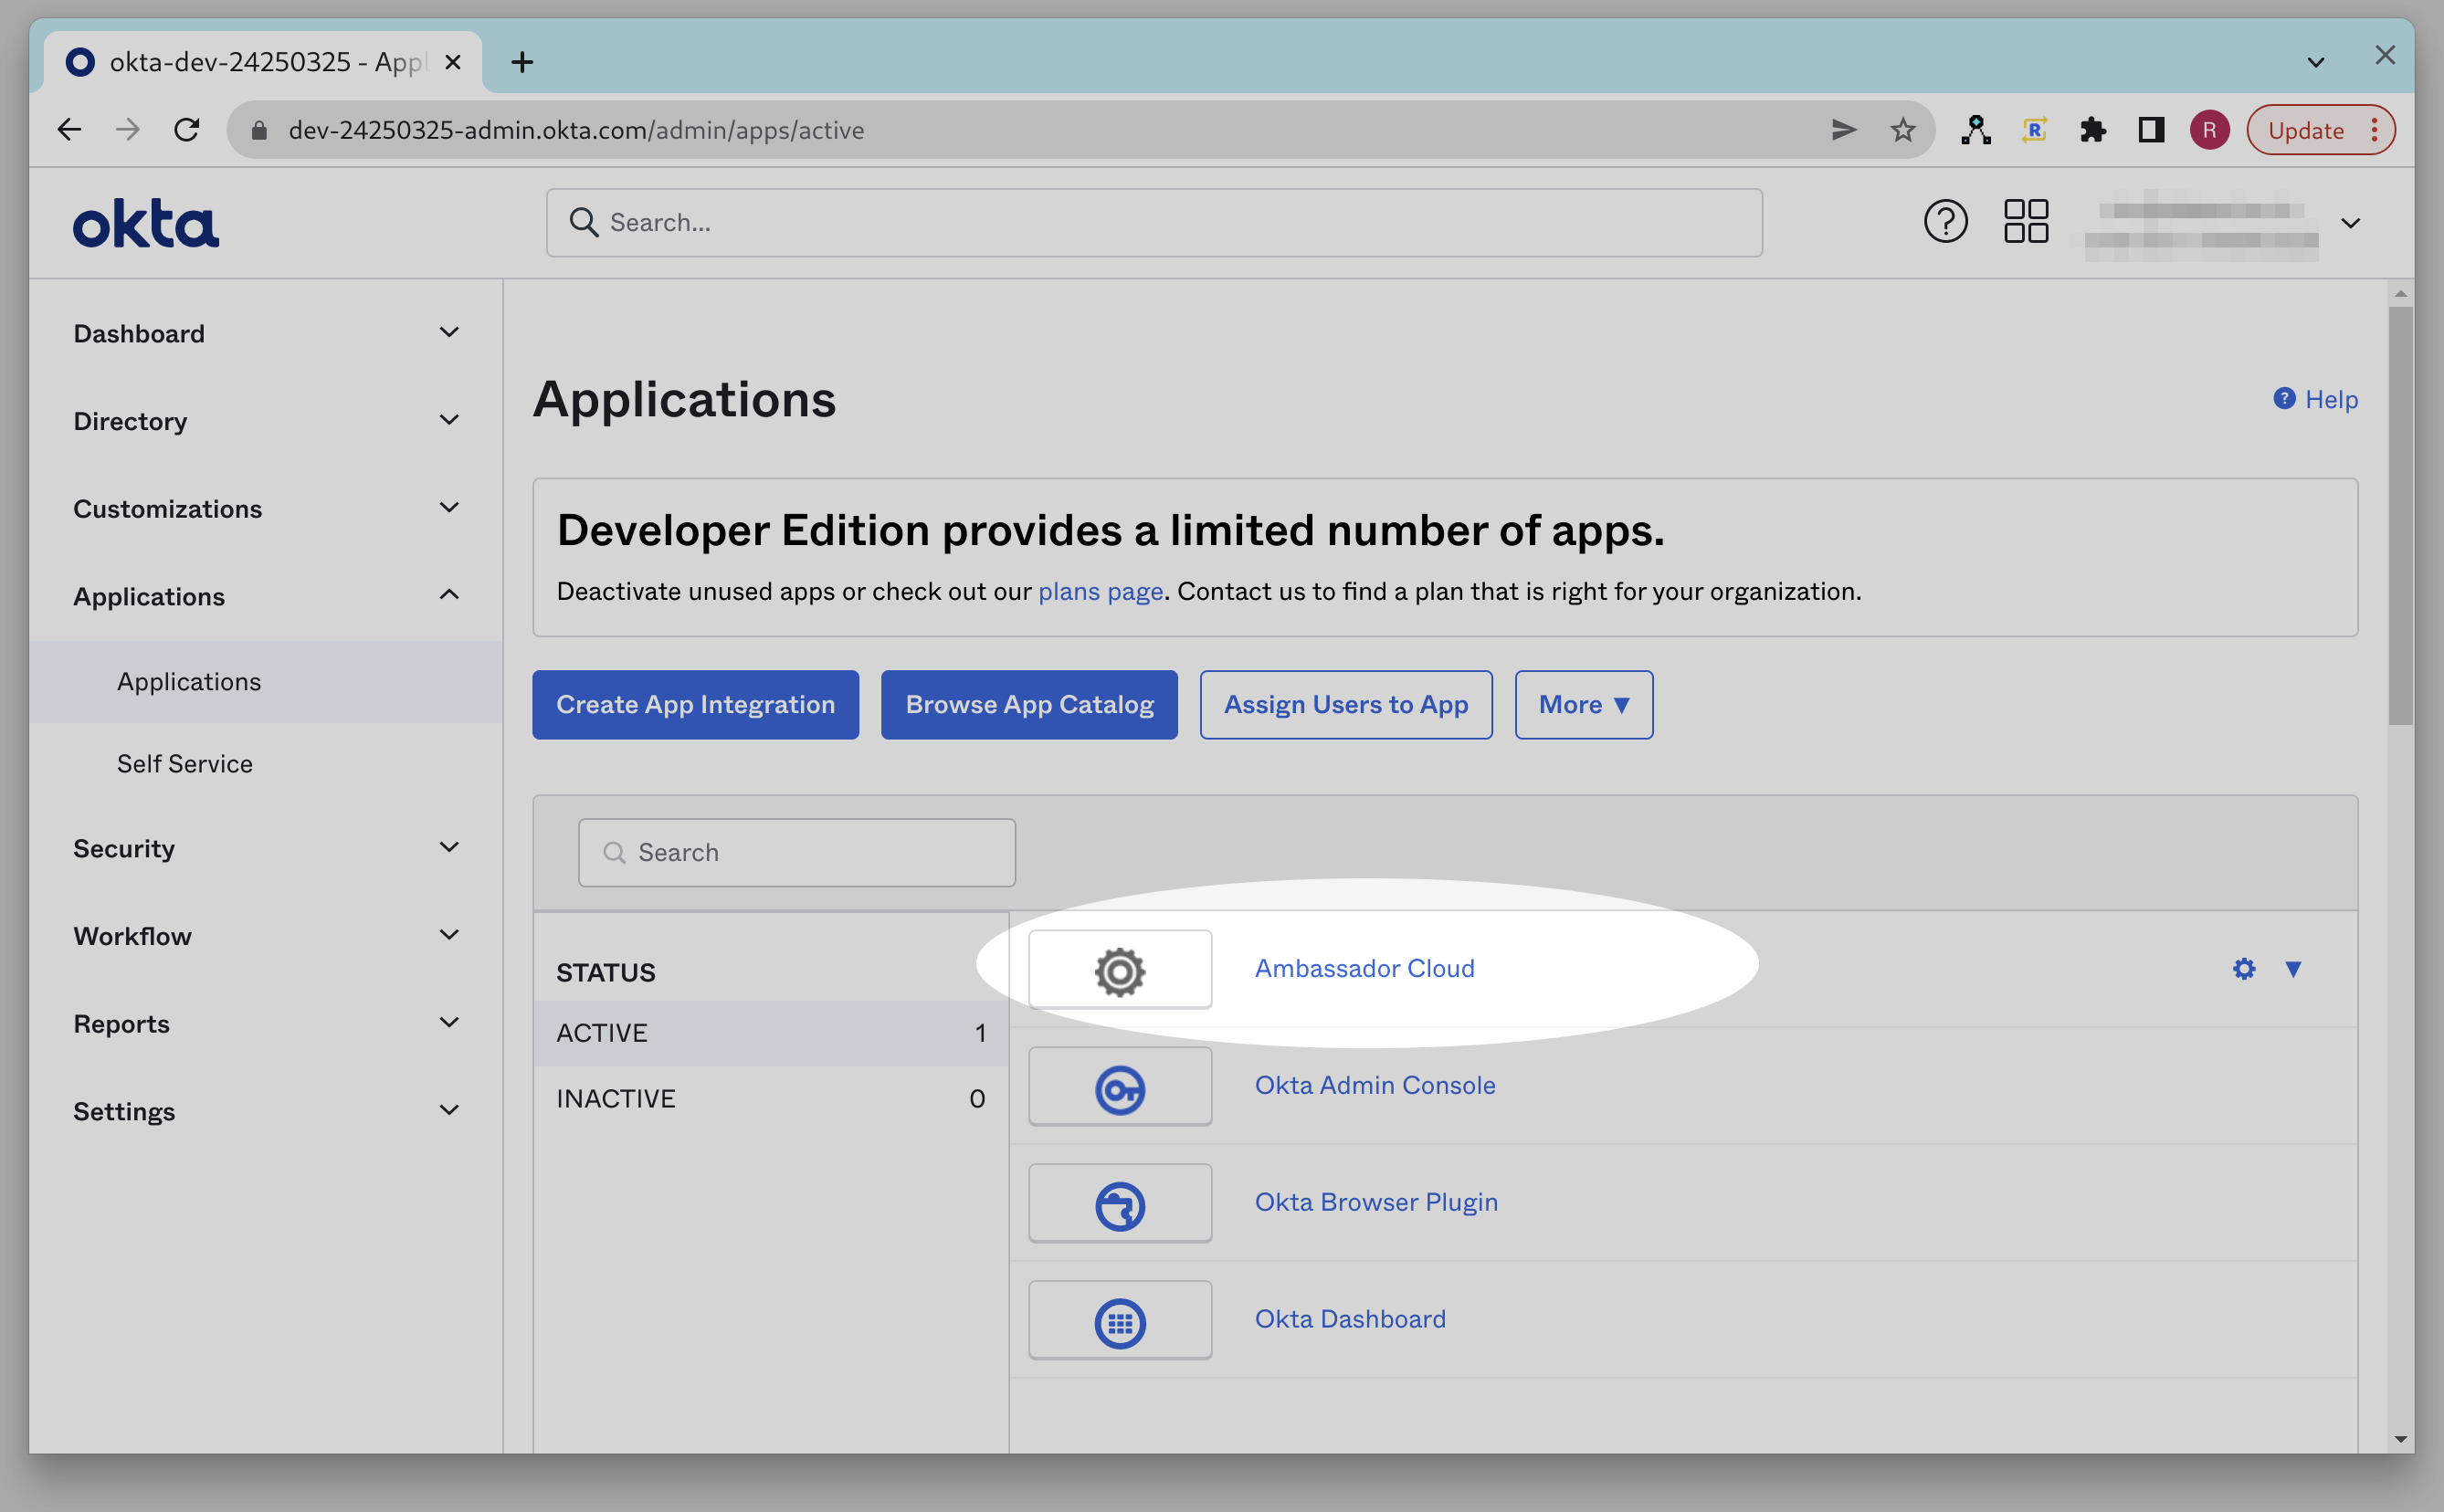 okta-dev-24250325 - Appl
dev-24250325-admin.okta.com/admin/apps/active
R
R
Update
okta
Search...
Dashboard
Directory
Customizations
Applications
Applications
Self Service
Security
Workflow
Reports
Settings
Applications
Help
Developer Edition provides a limited number of apps.
Deactivate unused apps or check out our plans page. Contact us to find a plan that is right for your organization.
Create App Integration
Browse App Catalog
Assign Users to App
More
Search
STATUS
ACTIVE 1
INACTIVE 0
Ambassador Cloud
Okta Admin Console
Okta Browser Plugin
Okta Dashboard